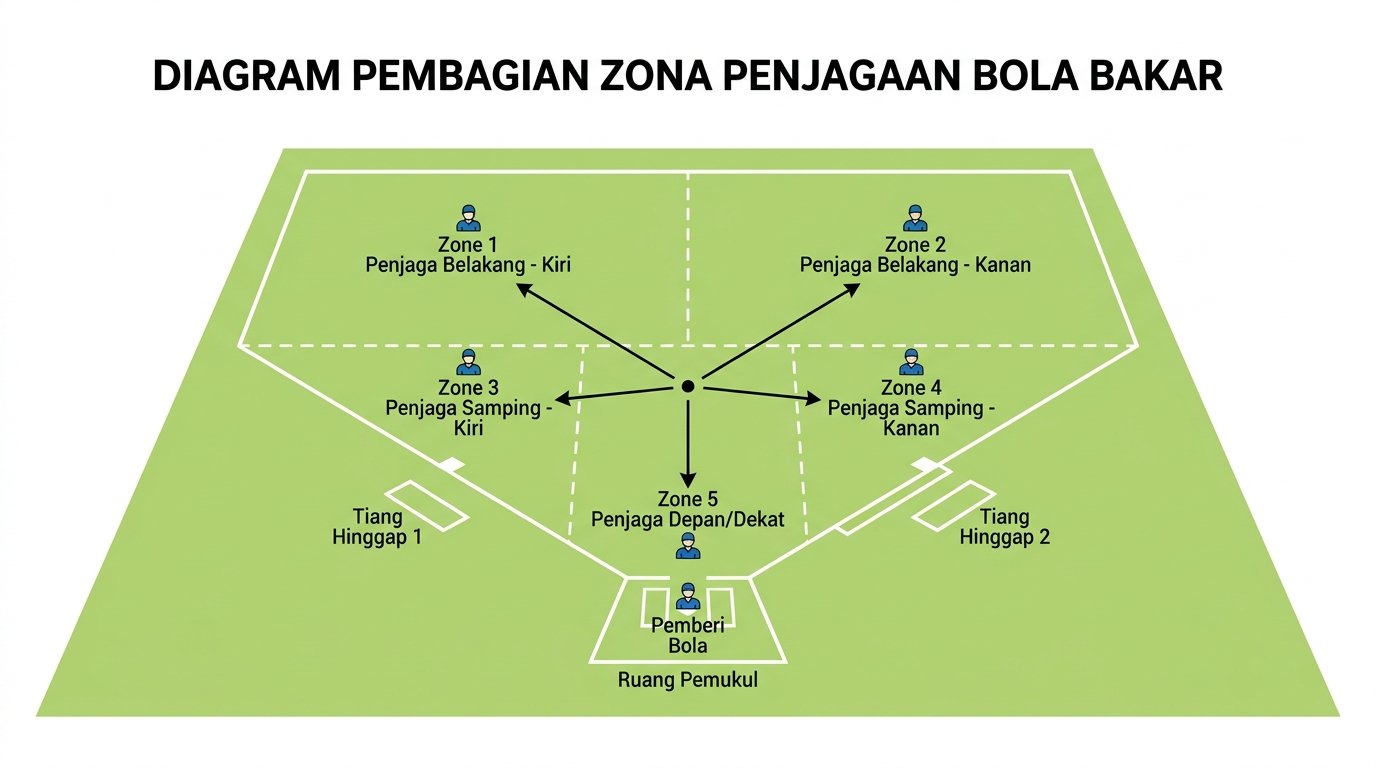 DIAGRAM PEMBAGIAN ZONA PENJAGAAN BOLA BAKAR
Zone 1
Penjaga Belakang - Kiri
Zone 2
Penjaga Belakang - Kanan
Zone 3
Penjaga Samping -
Kiri
Zone 4
Penjaga Samping -
Kanan
Zone 5
Penjaga Depan/Dekat
Tiang
Hinggap 1
Tiang
Hinggap 2
Pemberi
Bola
Ruang Pemukul